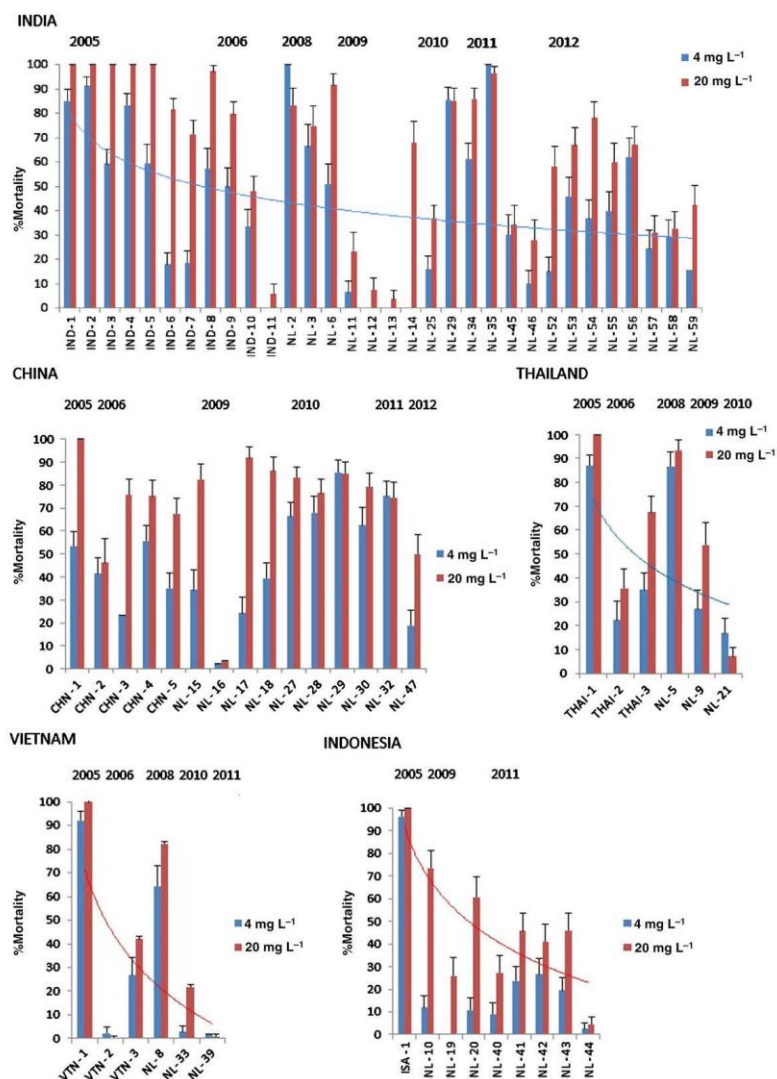 INDIA
2005 2006 2008 2009 2010 2011 2012
4 mg L⁻¹
20 mg L⁻¹
%Mortality
100
90
80
70
60
50
40
30
20
10
0
IND-1 IND-2 IND-3 IND-4 IND-5 IND-6 IND-7 IND-8 IND-9 IND-10 IND-11 NL-2 NL-3 NL-6 NL-11 NL-12 NL-13 NL-14 NL-25 NL-29 NL-34 NL-35 NL-45 NL-46 NL-52 NL-53 NL-54 NL-55 NL-56 NL-57 NL-58 NL-59
CHINA
2005 2006 2009 2010 2011 2012
%Mortality
100
90
80
70
60
50
40
30
20
10
0
4 mg L⁻¹
20 mg L⁻¹
CHN - 1 CHN - 2 CHN - 3 CHN - 4 CHN - 5 NL- 15 NL- 16 NL- 17 NL- 18 NL- 27 NL- 28 NL- 29 NL- 30 NL- 32 NL- 47
THAILAND
2005 2006 2008 2009 2010
4 mg L⁻¹
20 mg L⁻¹
%Mortality
100
90
80
70
60
50
40
30
20
10
0
THAI- 1 THAI- 2 THAI- 3 NL- 5 NL- 9 NL- 21
VIETNAM
2005 2006 2008 2010 2011
%Mortality
100
90
80
70
60
50
40
30
20
10
0
4 mg L⁻¹
20 mg L⁻¹
VTN - 1 VTN - 2 VTN - 3 NL- 8 NL- 33 NL- 39
INDONESIA
2005 2009 2011
%Mortality
100
90
80
70
60
50
40
30
20
10
0
4 mg L⁻¹
20 mg L⁻¹
ISA - 1 NL- 10 NL- 19 NL- 20 NL- 40 NL- 41 NL- 42 NL- 43 NL- 44